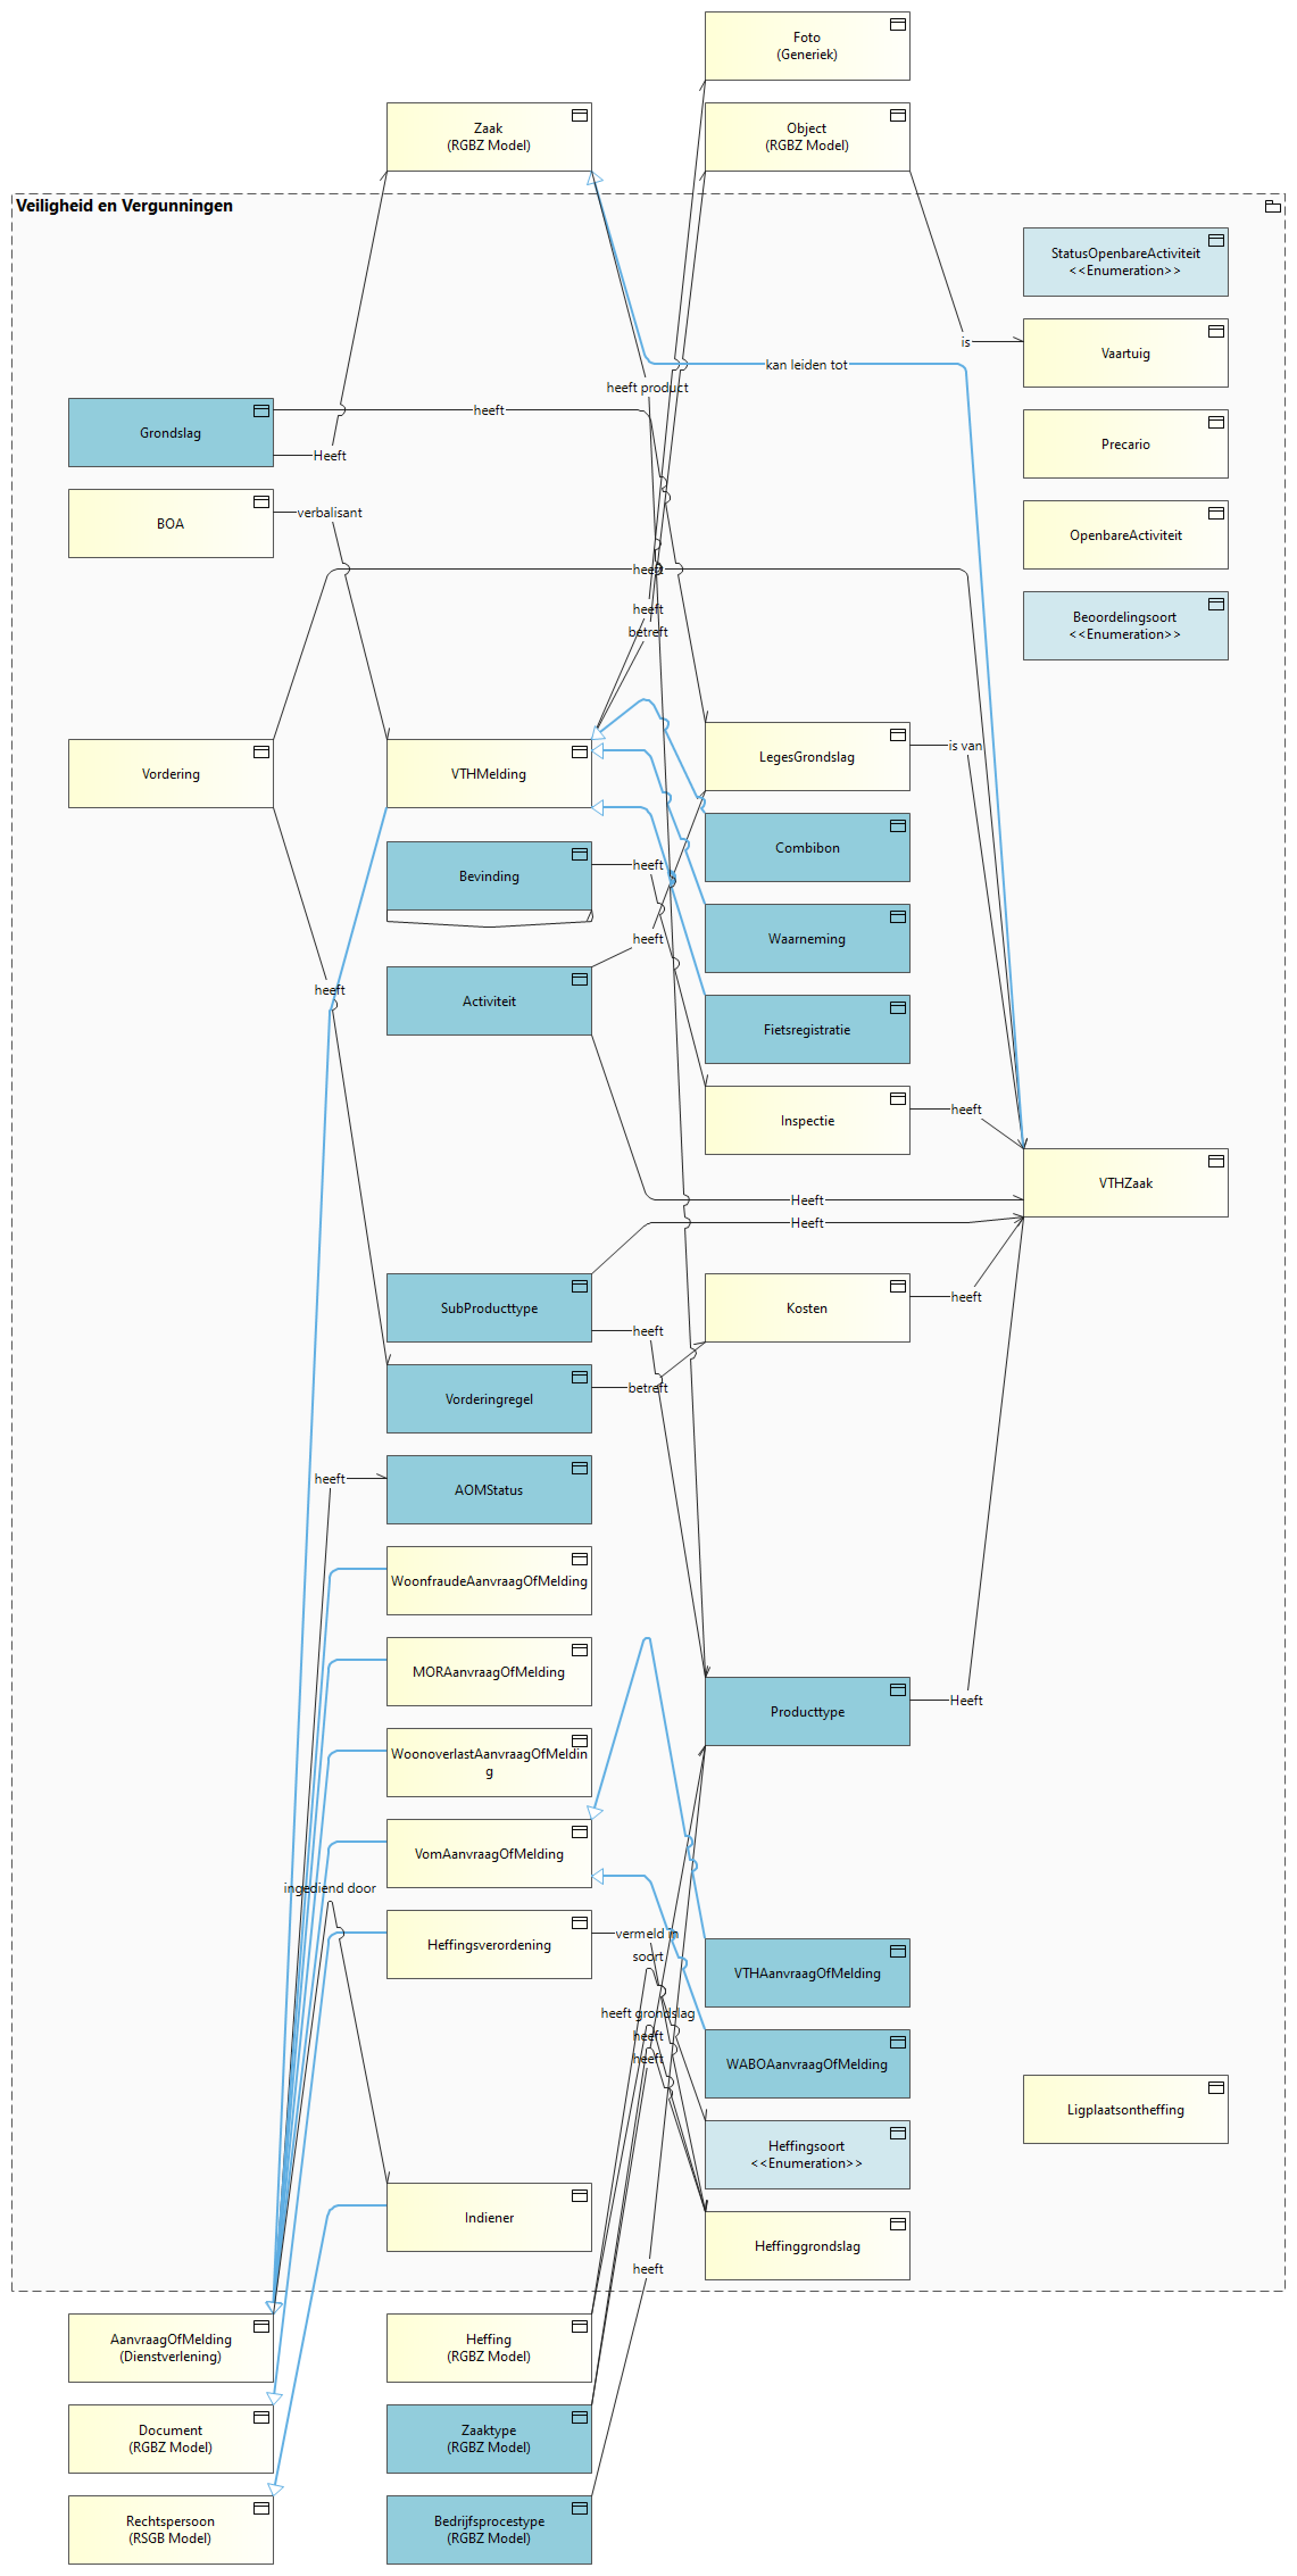 Foto
(Generiek)
Zaak
(RGBZ Model)
Object
(RGBZ Model)
Veiligheid en Vergunningen
StatusOpenbareActiviteit
<<Enumeration>>
is
Vaartuig
kan leiden tot
heeft product
heeft
Grondslag
Heeft
Precario
BOA
verbalisant
OpenbareActiviteit
heeft
Beoordelingsoort
<<Enumeration>>
heeft
betreft
Vordering
VTHMelding
LegesGrondslag
is van
Combibon
Bevinding
heeft
Waarneming
heeft
Activiteit
heeft
Fietsregistratie
Inspectie
heeft
VTHZaak
Heeft
Heeft
SubProducttype
heeft
Kosten
heeft
Vorderingregel
betreft
heeft
AOMStatus
WoonfraudeAanvraagOfMelding
MORAanvraagOfMelding
Producttype
Heeft
WoonoverlastAanvraagOfMeldin
g
VomAanvraagOfMelding
ingediend door
Heffingsverordening
vermeld in
soort
VTHAanvraagOfMelding
heeft grondslag
heeft
heeft
WABOAanvraagOfMelding
Ligplaatsontheffing
Heffingsoort
<<Enumeration>>
Indiener
Heffinggrondslag
heeft
AanvraagOfMelding
(Dienstverlening)
Heffing
(RGBZ Model)
Document
(RGBZ Model)
Zaaktype
(RGBZ Model)
Rechtspersoon
(RSGB Model)
Bedrijfsprocestype
(RGBZ Model)